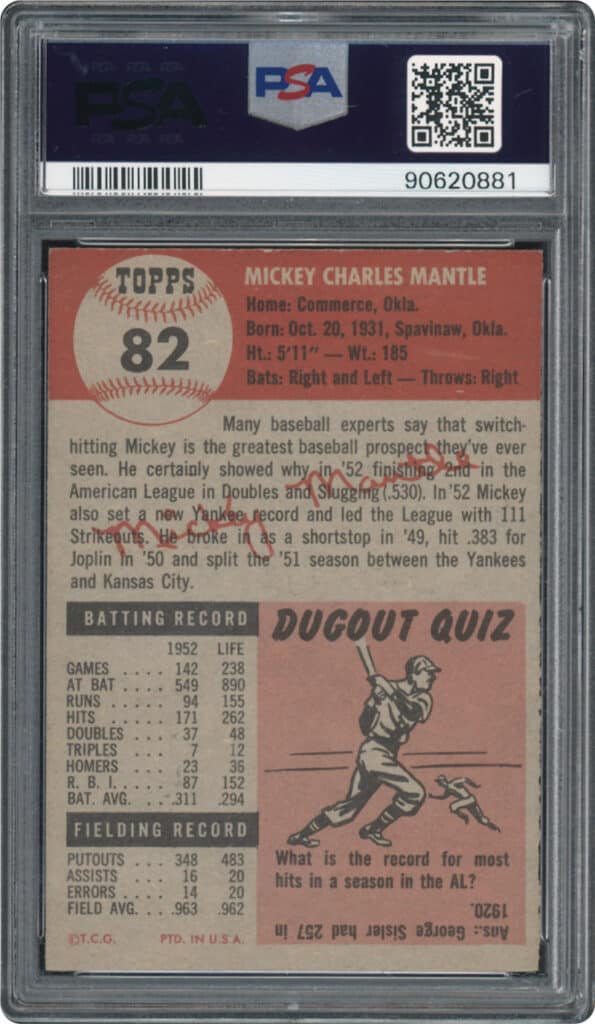 PSA
PSA
90620881
TOPPS
82
MICKEY CHARLES MANTLE
Home: Commerce, Okla.
Born: Oct. 20, 1931, Spavinaw, Okla.
Ht.: 5'11" — Wt.: 185
Bats: Right and Left — Throws: Right
Many baseball experts say that switch-
hitting Mickey is the greatest baseball prospect they've ever
seen. He certainly showed why in '52 finishing 2nd in the
American League in Doubles and Slugging (.530). In '52 Mickey
also set a new Yankee record and led the League with 111
Strikeouts. He broke in as a shortstop in '49, hit .383 for
Joplin in '50 and split the '51 season between the Yankees
and Kansas City.
Mickey Mantle
BATTING RECORD
1952 LIFE
GAMES .... 142 238
AT BAT .... 549 890
RUNS ..... 94 155
HITS ..... 171 262
DOUBLES ... 37 48
TRIPLES ... 7 12
HOMERS ... 23 36
R. B. I. .... 87 152
BAT. AVG. .. .311 .294
FIELDING RECORD
PUTOUTS ... 348 483
ASSISTS ... 16 20
ERRORS .... 14 20
FIELD AVG. .. .963 .962
©T.C.G. PTD. IN U.S.A.
DUGOUT QUIZ
What is the record for most
hits in a season in the AL?
Ans.: George Sisler had 257 in
1920.